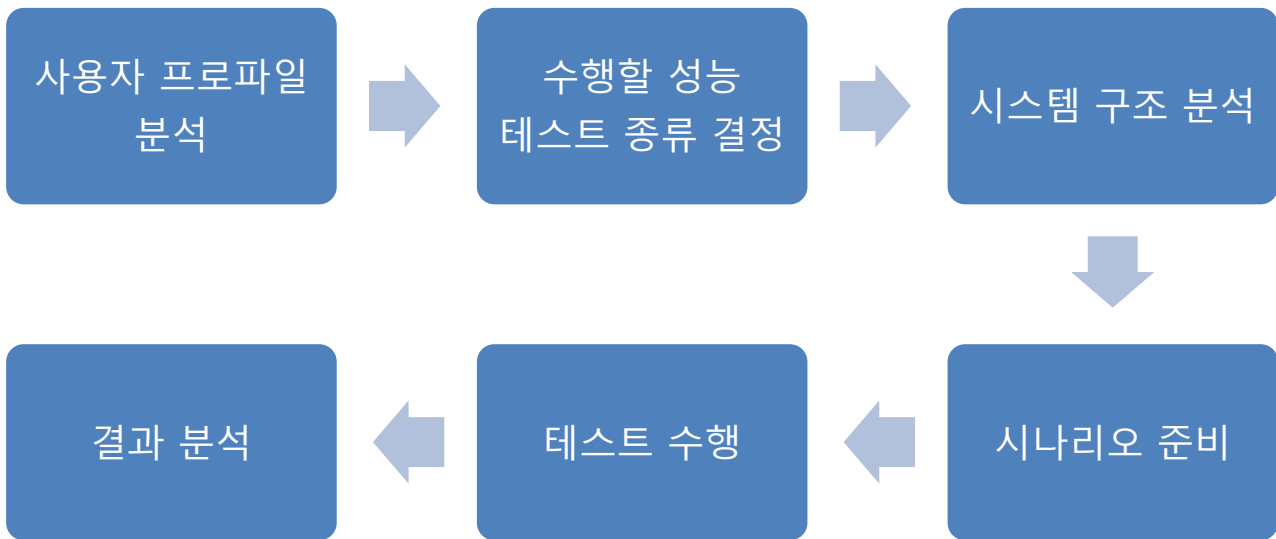 사용자 프로파일
분석
수행할 성능
테스트 종류 결정
시스템 구조 분석
시나리오 준비
테스트 수행
결과 분석